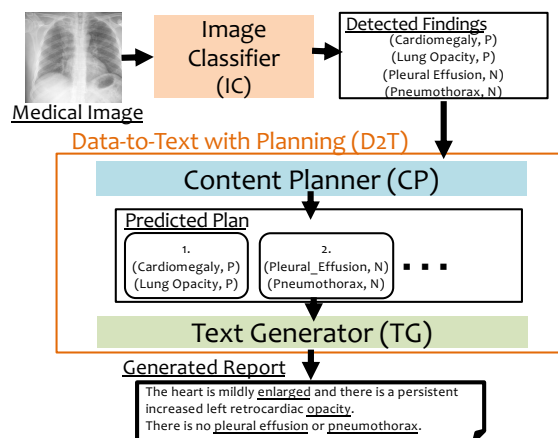 Medical Image
Image
Classifier
(IC)
Detected Findings
(Cardiomegaly, P)
(Lung Opacity, P)
(Pleural Effusion, N)
(Pneumothorax, N)
Data-to-Text with Planning (D2T)
Content Planner (CP)
Predicted Plan
1.
(Cardiomegaly, P)
(Lung Opacity, P)
2.
(Pleural_Effusion, N)
(Pneumothorax, N)
...
Text Generator (TG)
Generated Report
The heart is mildly enlarged and there is a persistent
increased left retrocardiac opacity.
There is no pleural effusion or pneumothorax.